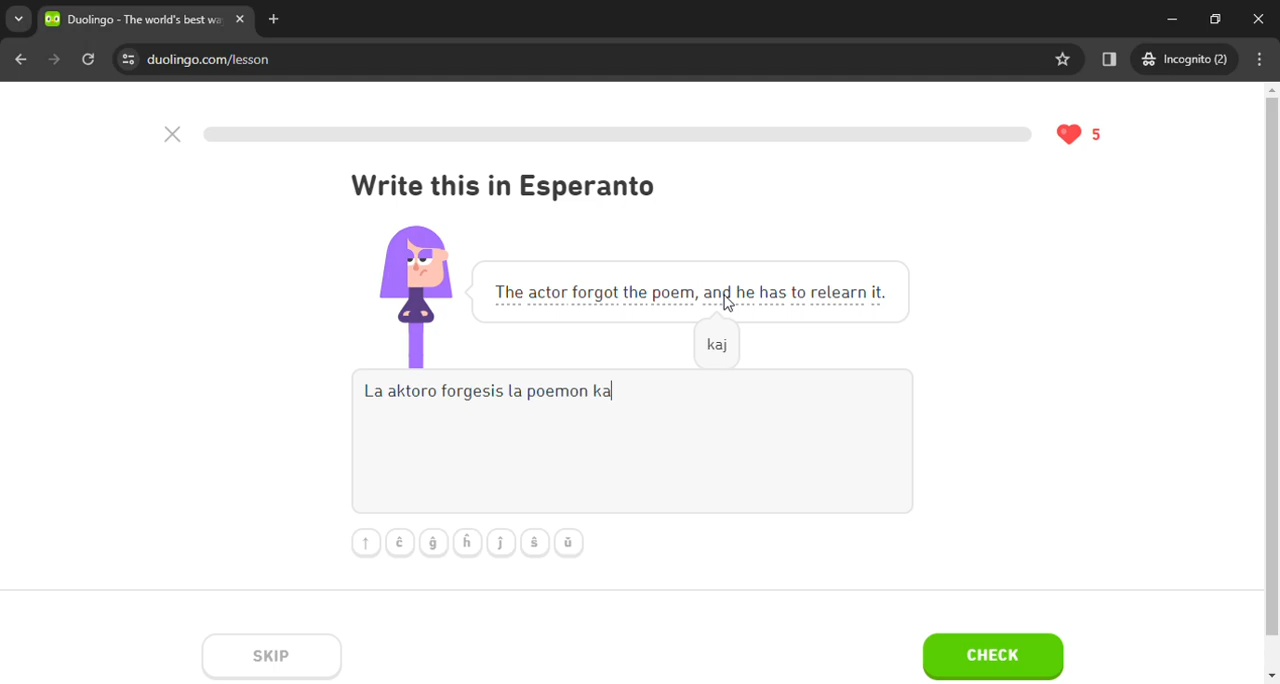 Duolingo - The world's best wa
duolingo.com/lesson
Incognito (2)
5
Write this in Esperanto
The actor forgot the poem, and he has to relearn it.
kaj
La aktoro forgesis la poemon ka
↑ ĉ ĝ ĥ ĵ ŝ ŭ
SKIP
CHECK